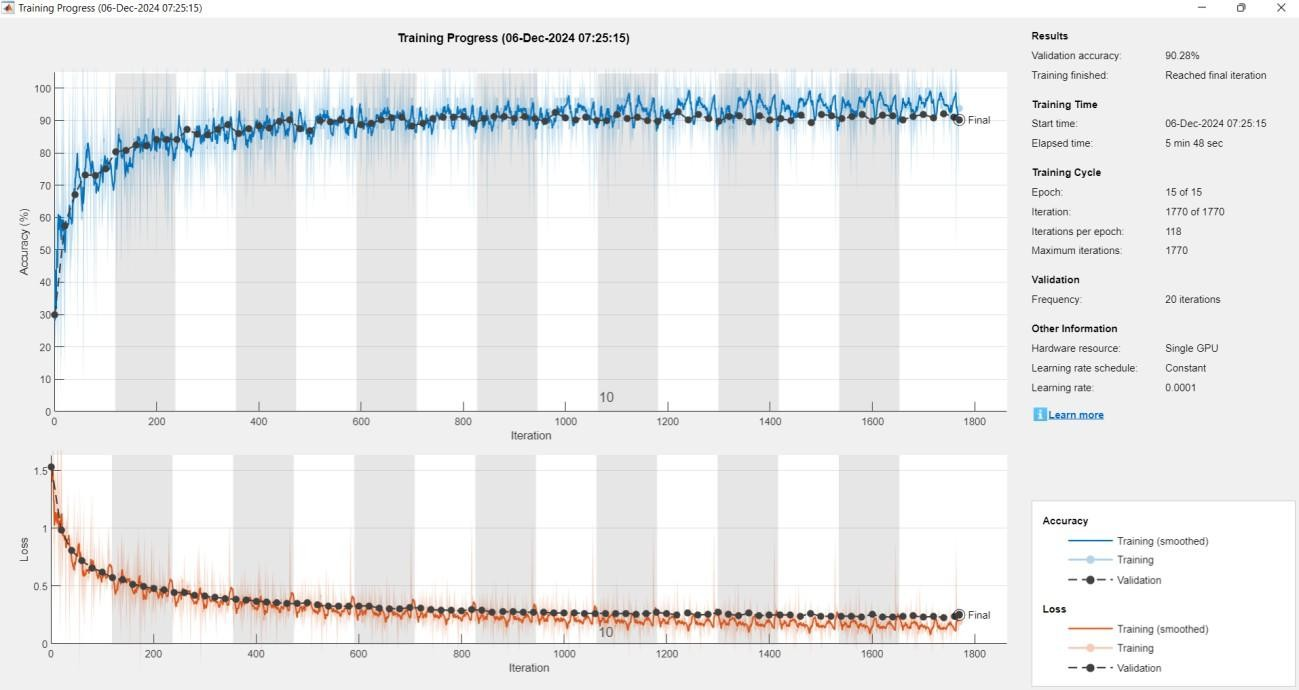 Training Progress (06-Dec-2024 07:25:15)
Training Progress (06-Dec-2024 07:25:15)
Accuracy (%)
100
90
80
70
60
50
40
30
20
10
0
Final
10
0 200 400 600 800 1000 1200 1400 1600 1800
Iteration
Loss
1.5
1
0.5
0
Final
10
0 200 400 600 800 1000 1200 1400 1600 1800
Iteration
Results
Validation accuracy: 90.28%
Training finished: Reached final iteration
Training Time
Start time: 06-Dec-2024 07:25:15
Elapsed time: 5 min 48 sec
Training Cycle
Epoch: 15 of 15
Iteration: 1770 of 1770
Iterations per epoch: 118
Maximum iterations: 1770
Validation
Frequency: 20 iterations
Other Information
Hardware resource: Single GPU
Learning rate schedule: Constant
Learning rate: 0.0001
i Learn more
Accuracy
Training (smoothed)
Training
Validation
Loss
Training (smoothed)
Training
Validation